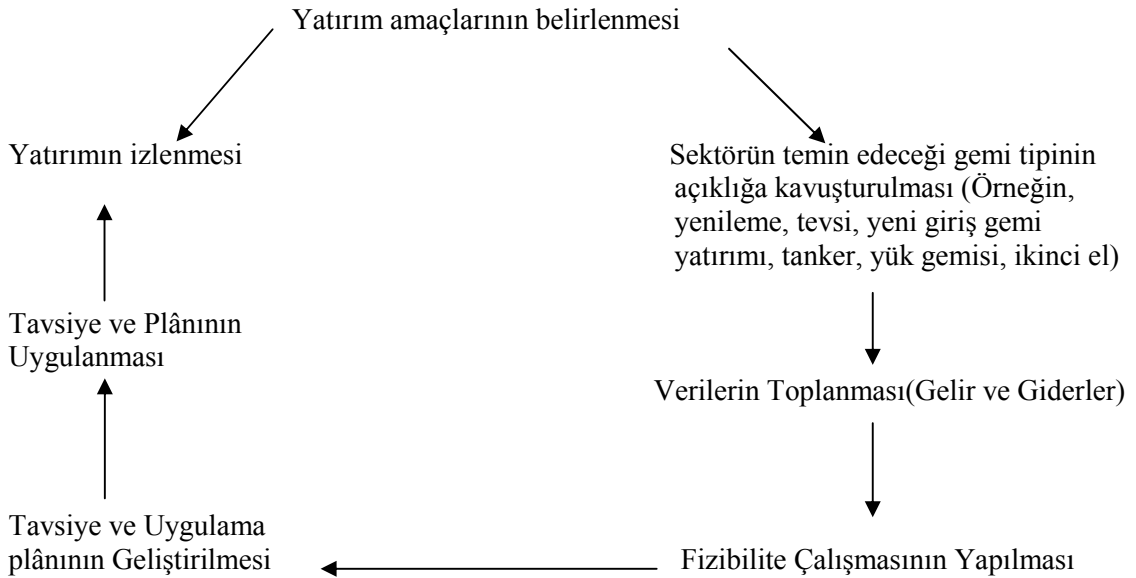 Yatırım amaçlarının belirlenmesi
Yatırımın izlenmesi
Sektörün temin edeceği gemi tipinin
açıklığa kavuşturulması (Örneğin,
yenileme, tevsi, yeni giriş gemi
yatırımı, tanker, yük gemisi, ikinci el)
Tavsiye ve Plânının
Uygulanması
Verilerin Toplanması(Gelir ve Giderler)
Tavsiye ve Uygulama
plânının Geliştirilmesi
Fizibilite Çalışmasının Yapılması